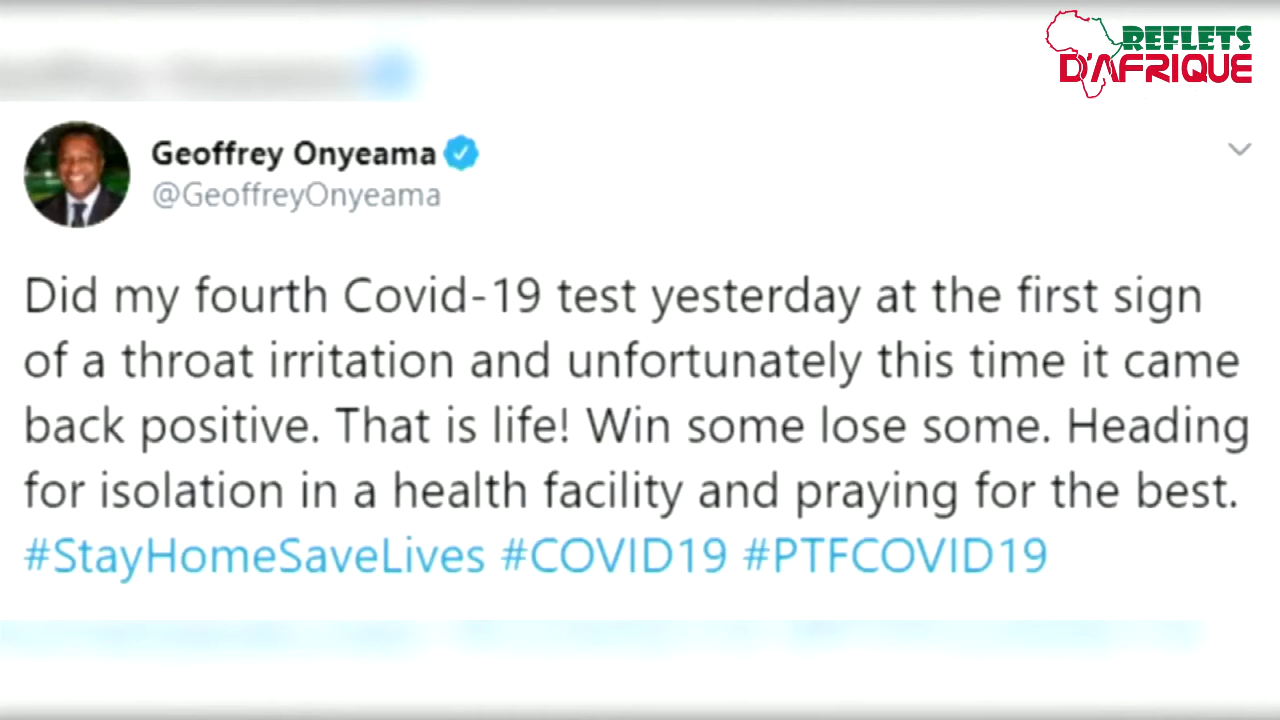 REFLETS
D'AFRIQUE
Geoffrey Onyeama
@GeoffreyOnyeama
Did my fourth Covid-19 test yesterday at the first sign
of a throat irritation and unfortunately this time it came
back positive. That is life! Win some lose some. Heading
for isolation in a health facility and praying for the best.
#StayHomeSaveLives #COVID19 #PTFCOVID19